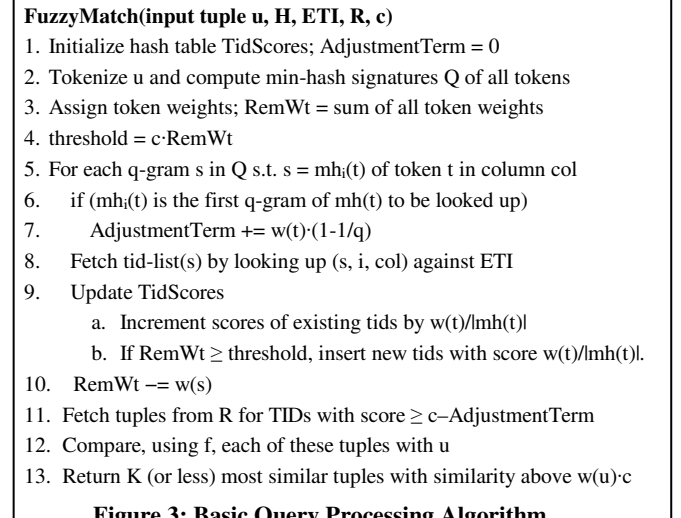 FuzzyMatch(input tuple u, H, ETI, R, c)
1. Initialize hash table TidScores; AdjustmentTerm = 0
2. Tokenize u and compute min-hash signatures Q of all tokens
3. Assign token weights; RemWt = sum of all token weights
4. threshold = c·RemWt
5. For each q-gram s in Q s.t. s = mhᵢ(t) of token t in column col
6. if (mhᵢ(t) is the first q-gram of mh(t) to be looked up)
7. AdjustmentTerm += w(t)·(1-1/q)
8. Fetch tid-list(s) by looking up (s, i, col) against ETI
9. Update TidScores
a. Increment scores of existing tids by w(t)/|mh(t)|
b. If RemWt ≥ threshold, insert new tids with score w(t)/|mh(t)|.
10. RemWt −= w(s)
11. Fetch tuples from R for TIDs with score ≥ c–AdjustmentTerm
12. Compare, using f, each of these tuples with u
13. Return K (or less) most similar tuples with similarity above w(u)·c
Figure 3: Basic Query Processing Algorithm